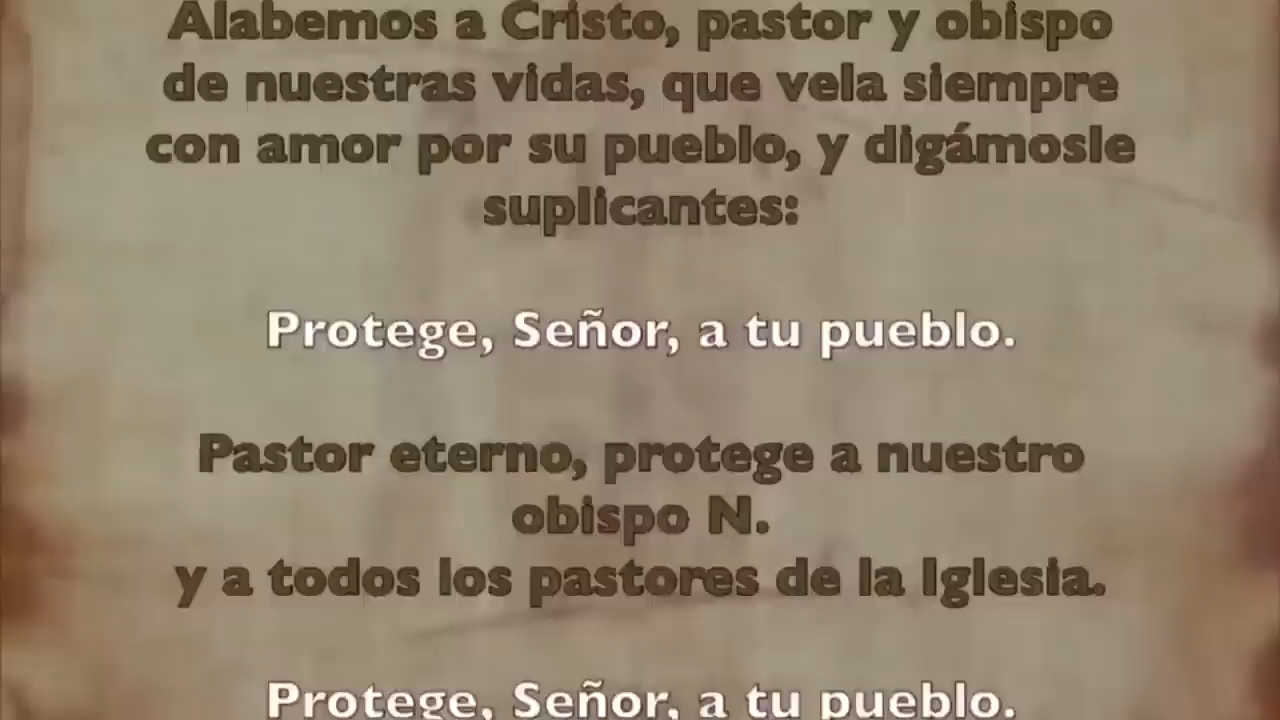 Alabemos a Cristo, pastor y obispo
de nuestras vidas, que vela siempre
con amor por su pueblo, y digámosle
suplicantes:
Protege, Señor, a tu pueblo.
Pastor eterno, protege a nuestro
obispo N.
y a todos los pastores de la Iglesia.
Protege, Señor, a tu pueblo.